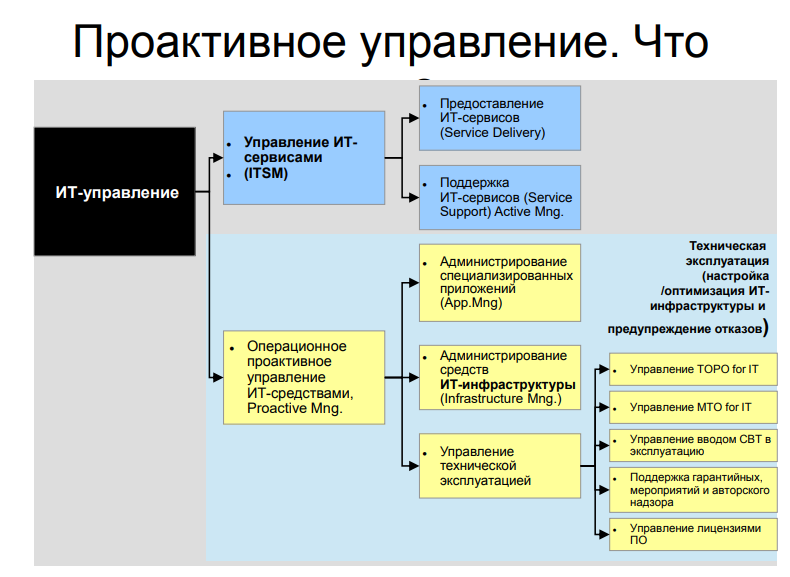 Проактивное управление. Что
ИТ-управление
• Управление ИТ-
сервисами
• (ITSM)
• Предоставление
ИТ-сервисов
(Service Delivery)
• Поддержка
ИТ-сервисов (Service
Support) Active Mng.
Техническая
эксплуатация
(настройка
/оптимизация ИТ-
инфраструктуры и
предупреждение отказов)
• Операционное
проактивное
управление
ИТ-средствами,
Proactive Mng.
• Администрирование
специализированных
приложений
(App.Mng)
• Администрирование
средств
ИТ-инфраструктуры
(Infrastructure Mng.)
• Управление
технической
эксплуатацией
• Управление ТОРО for IT
• Управление МТО for IT
• Управление вводом СВТ в
эксплуатацию
• Поддержка гарантийных,
мероприятий и авторского
надзора
• Управление лицензиями
ПО